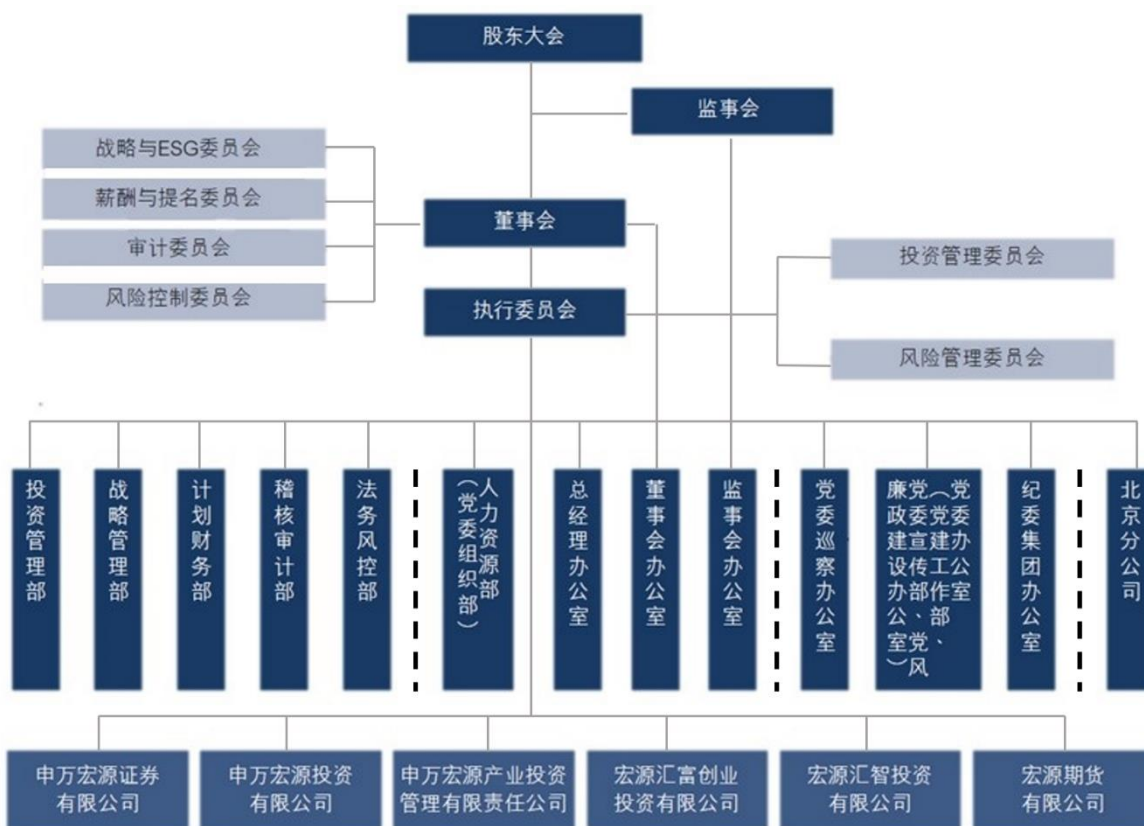 股东大会
监事会
战略与ESG委员会
薪酬与提名委员会
审计委员会
风险控制委员会
董事会
执行委员会
投资管理委员会
风险管理委员会
投资管理部
战略管理部
计划财务部
稽核审计部
法务风控部
人力资源部
（党委组织部）
总经理办公室
董事会办公室
监事会办公室
党委巡察办公室
党委办公室
（党建工作部、
党委宣传部、党风
廉政建设办公室）
纪委集团办公室
北京分公司
申万宏源证券
有限公司
申万宏源投资
有限公司
申万宏源产业投资
管理有限责任公司
宏源汇富创业
投资有限公司
宏源汇智投资
有限公司
宏源期货
有限公司